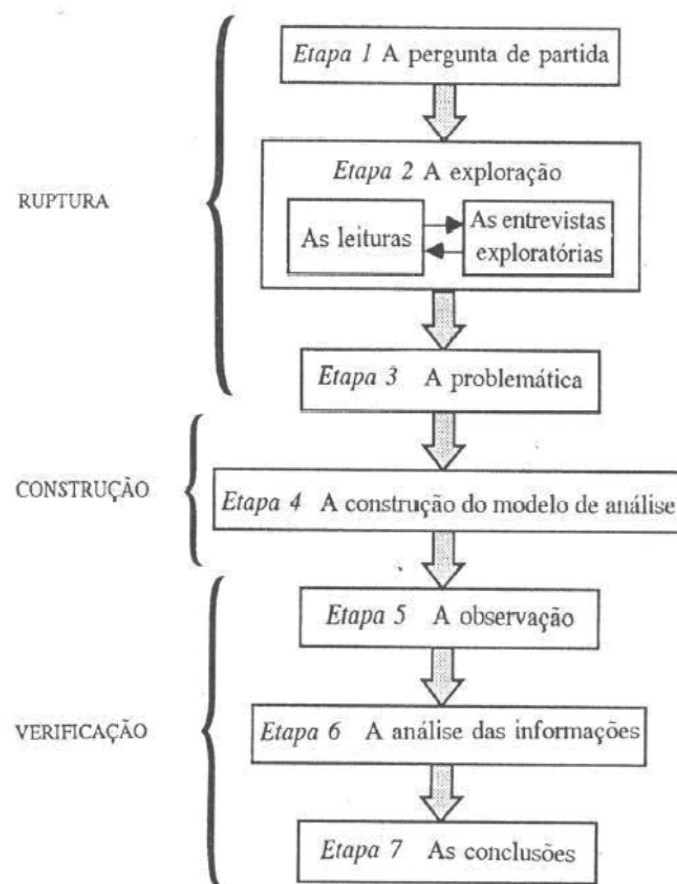 Etapa 1 A pergunta de partida
Etapa 2 A exploração
RUPTURA
As leituras
As entrevistas
exploratórias
Etapa 3 A problemática
CONSTRUÇÃO
Etapa 4 A construção do modelo de análise
Etapa 5 A observação
VERIFICAÇÃO
Etapa 6 A análise das informações
Etapa 7 As conclusões